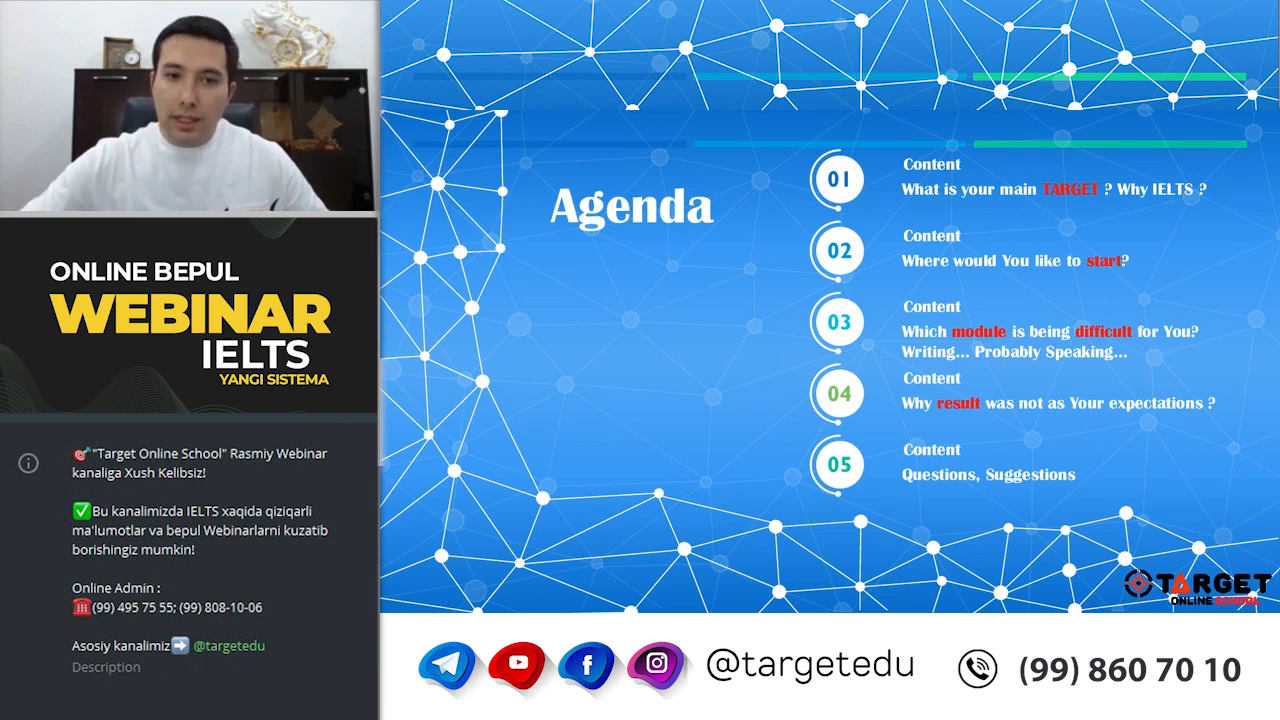 ONLINE BEPUL
WEBINAR
IELTS
YANGI SISTEMA
🎯"Target Online School" Rasmiy Webinar
kanaliga Xush Kelibsiz!
✅Bu kanalimizda IELTS xaqida qiziqarli
ma'lumotlar va bepul Webinarlarni kuzatib
borishingiz mumkin!
Online Admin :
☎️(99) 495 75 55; (99) 808-10-06
Asosiy kanalimiz➡️ @targetedu
Description
Agenda
01
Content
What is your main TARGET ? Why IELTS ?
02
Content
Where would You like to start?
03
Content
Which module is being difficult for You?
Writing... Probably Speaking...
04
Content
Why result was not as Your expectations ?
05
Content
Questions, Suggestions
TARGET
ONLINE SCHOOL
@targetedu
(99) 860 70 10